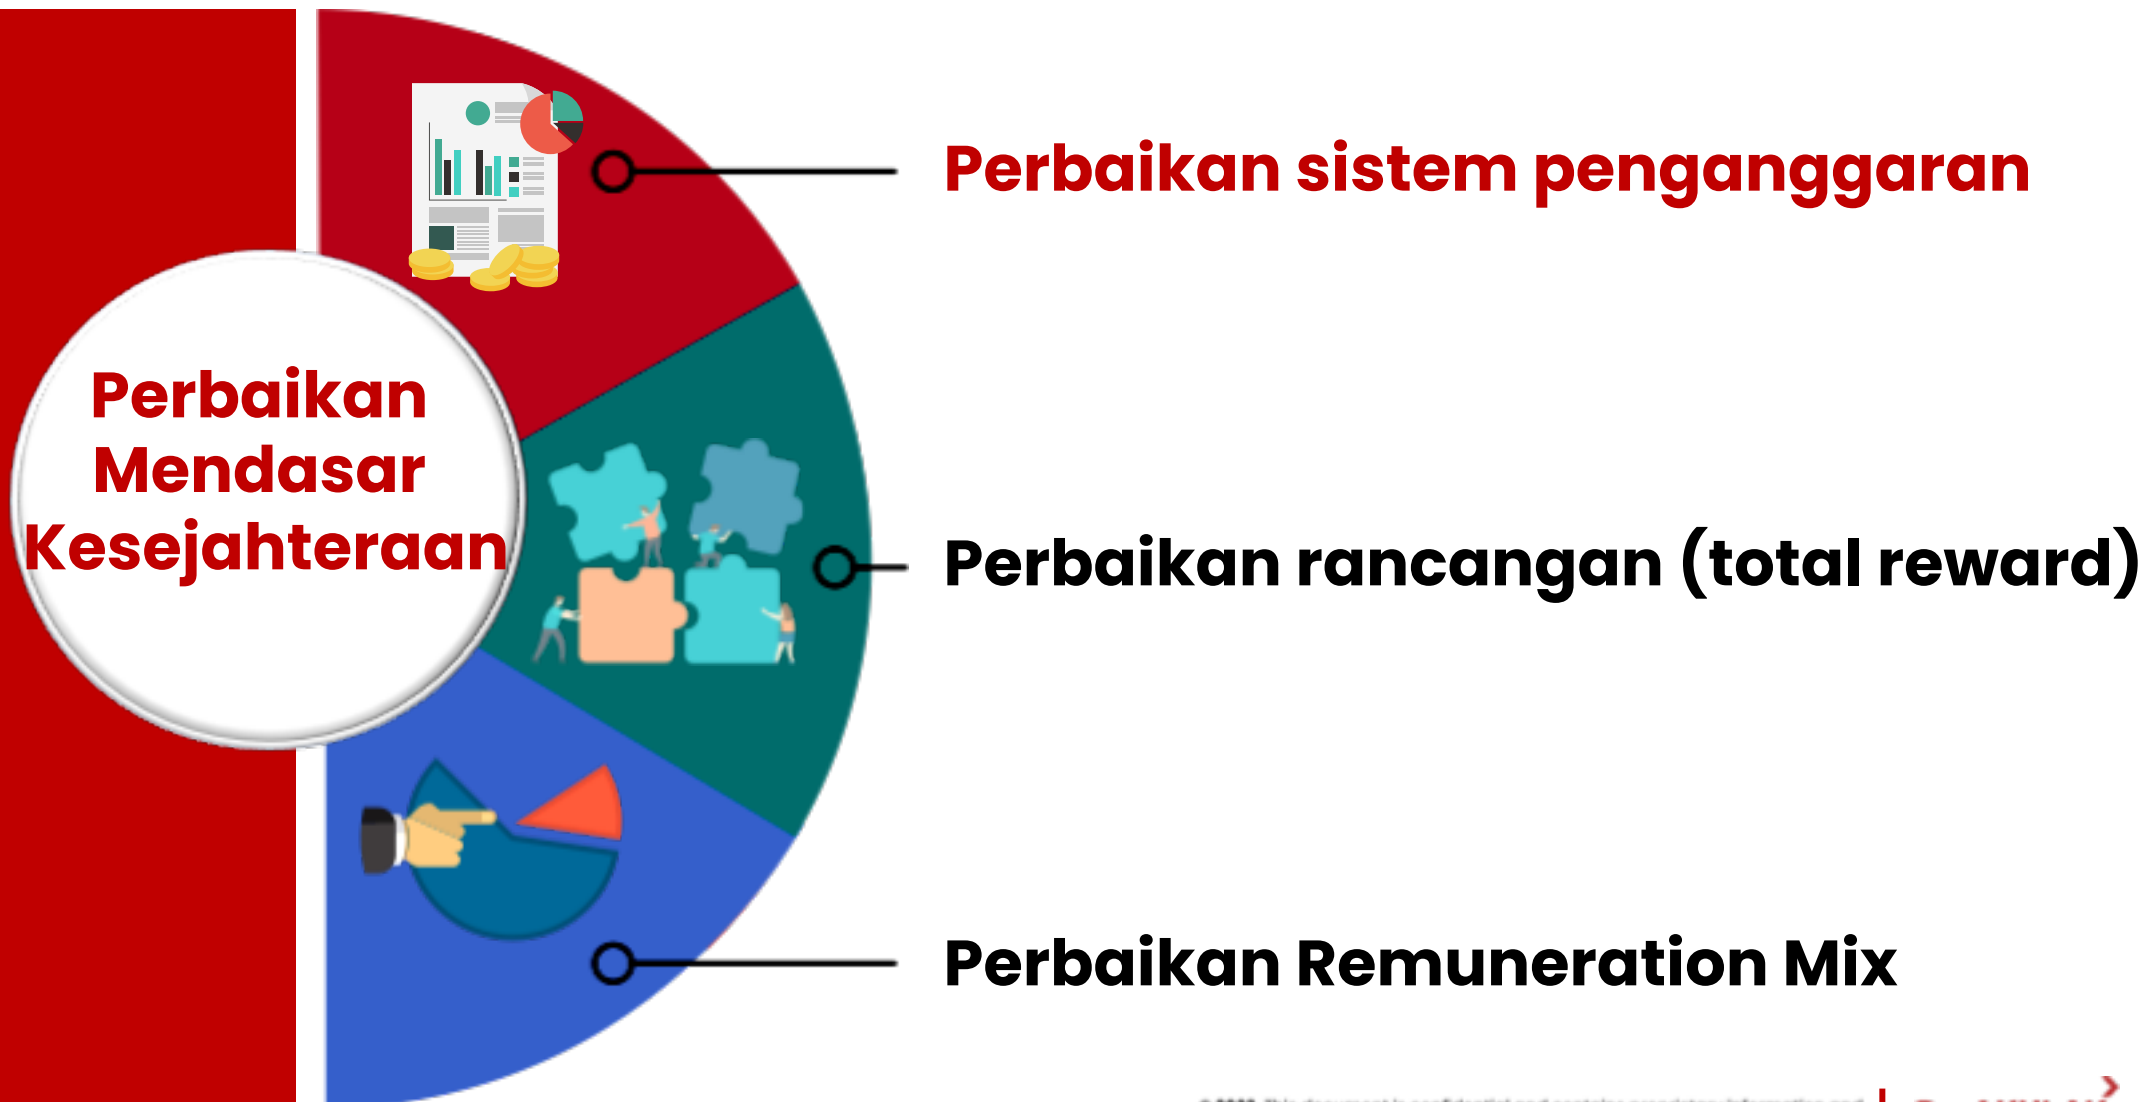 Perbaikan
Mendasar
Kesejahteraan
Perbaikan sistem penganggaran
Perbaikan rancangan (total reward)
Perbaikan Remuneration Mix